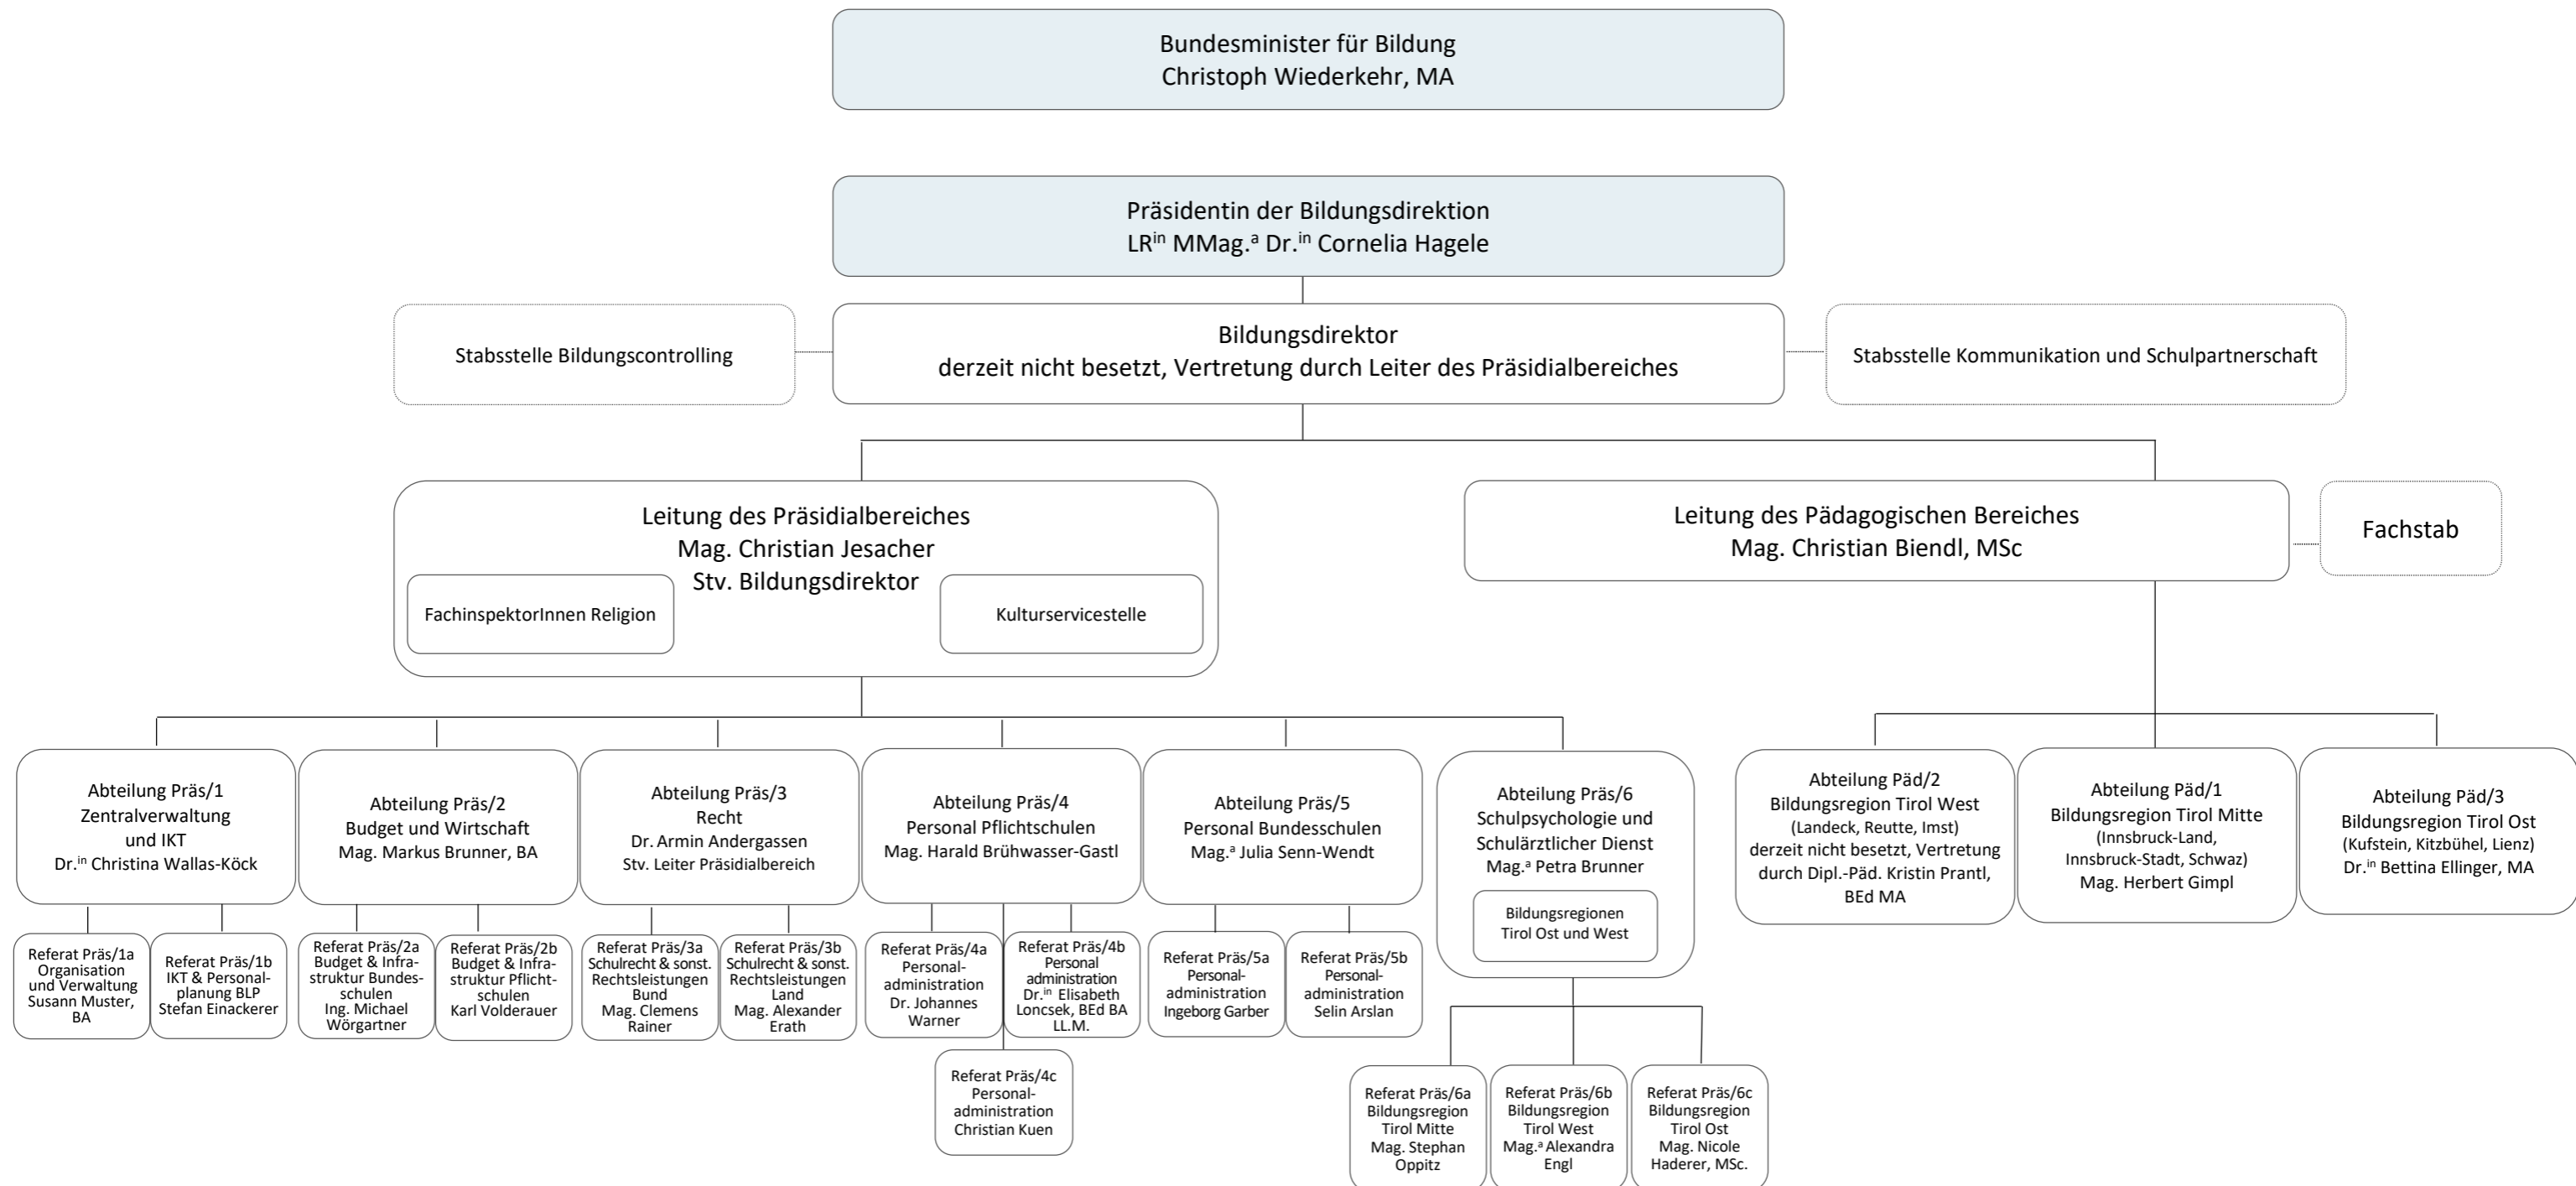 Bundesminister für Bildung
Christoph Wiederkehr, MA
Präsidentin der Bildungsdirektion
LRin MMag.a Dr.in Cornelia Hagele
Stabsstelle Bildungscontrolling
Bildungsdirektor
derzeit nicht besetzt, Vertretung durch Leiter des Präsidialbereiches
Stabsstelle Kommunikation und Schulpartnerschaft
Leitung des Präsidialbereiches
Mag. Christian Jesacher
Stv. Bildungsdirektor
FachinspektorInnen Religion
Kulturservicestelle
Leitung des Pädagogischen Bereiches
Mag. Christian Biendl, MSc
Fachstab
Abteilung Präs/1
Zentralverwaltung
und IKT
Dr.in Christina Wallas-Köck
Abteilung Präs/2
Budget und Wirtschaft
Mag. Markus Brunner, BA
Abteilung Präs/3
Recht
Dr. Armin Andergassen
Stv. Leiter Präsidialbereich
Abteilung Präs/4
Personal Pflichtschulen
Mag. Harald Brühwasser-Gastl
Abteilung Präs/5
Personal Bundesschulen
Mag.a Julia Senn-Wendt
Abteilung Präs/6
Schulpsychologie und
Schulärztlicher Dienst
Mag.a Petra Brunner
Bildungsregionen
Tirol Ost und West
Abteilung Päd/2
Bildungsregion Tirol West
(Landeck, Reutte, Imst)
derzeit nicht besetzt, Vertretung
durch Dipl.-Päd. Kristin Prantl,
BEd MA
Abteilung Päd/1
Bildungsregion Tirol Mitte
(Innsbruck-Land,
Innsbruck-Stadt, Schwaz)
Mag. Herbert Gimpl
Abteilung Päd/3
Bildungsregion Tirol Ost
(Kufstein, Kitzbühel, Lienz)
Dr.in Bettina Ellinger, MA
Referat Präs/1a
Organisation
und Verwaltung
Susann Muster,
BA
Referat Präs/1b
IKT & Personal-
planung BLP
Stefan Einackerer
Referat Präs/2a
Budget & Infra-
struktur Bundes-
schulen
Ing. Michael
Wörgartner
Referat Präs/2b
Budget & Infra-
struktur Pflicht-
schulen
Karl Volderauer
Referat Präs/3a
Schulrecht & sonst.
Rechtsleistungen
Bund
Mag. Clemens
Rainer
Referat Präs/3b
Schulrecht & sonst.
Rechtsleistungen
Land
Mag. Alexander
Erath
Referat Präs/4a
Personal-
administration
Dr. Johannes
Warner
Referat Präs/4b
Personal
administration
Dr.in Elisabeth
Loncsek, BEd BA
LL.M.
Referat Präs/4c
Personal-
administration
Christian Kuen
Referat Präs/5a
Personal-
administration
Ingeborg Garber
Referat Präs/5b
Personal-
administration
Selin Arslan
Referat Präs/6a
Bildungsregion
Tirol Mitte
Mag. Stephan
Oppitz
Referat Präs/6b
Bildungsregion
Tirol West
Mag.a Alexandra
Engl
Referat Präs/6c
Bildungsregion
Tirol Ost
Mag. Nicole
Haderer, MSc.